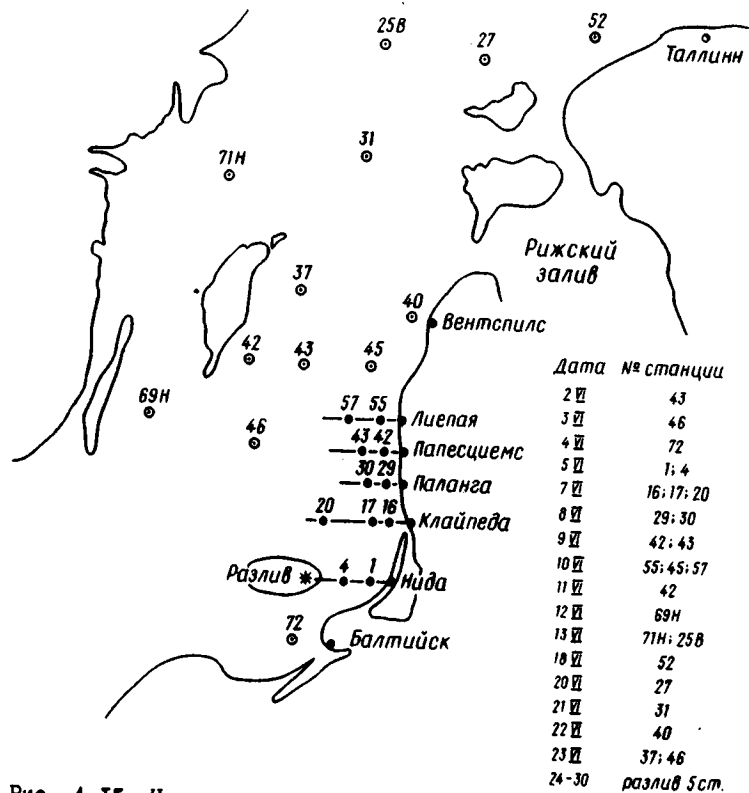 25В
52
27
Таллинн
31
71Н
Рижский
залив
37
40
Вентспилс
42
43
45
69Н
46
57 55 Лиепая
43 42 Папесциемс
30 29 Паланга
20 17 16 Клайпеда
Разлив 4 1 Нида
72 Балтийск
Дата № станции
2 VI 43
3 VI 46
4 VI 72
5 VI 1; 4
7 VI 16; 17; 20
8 VI 29; 30
9 VI 42; 43
10 VI 55; 45; 57
11 VI 42
12 VI 69Н
13 VI 71Н; 25В
18 VI 52
20 VI 27
21 VI 31
22 VI 40
23 VI 37; 46
24-30 разлив 5 ст.